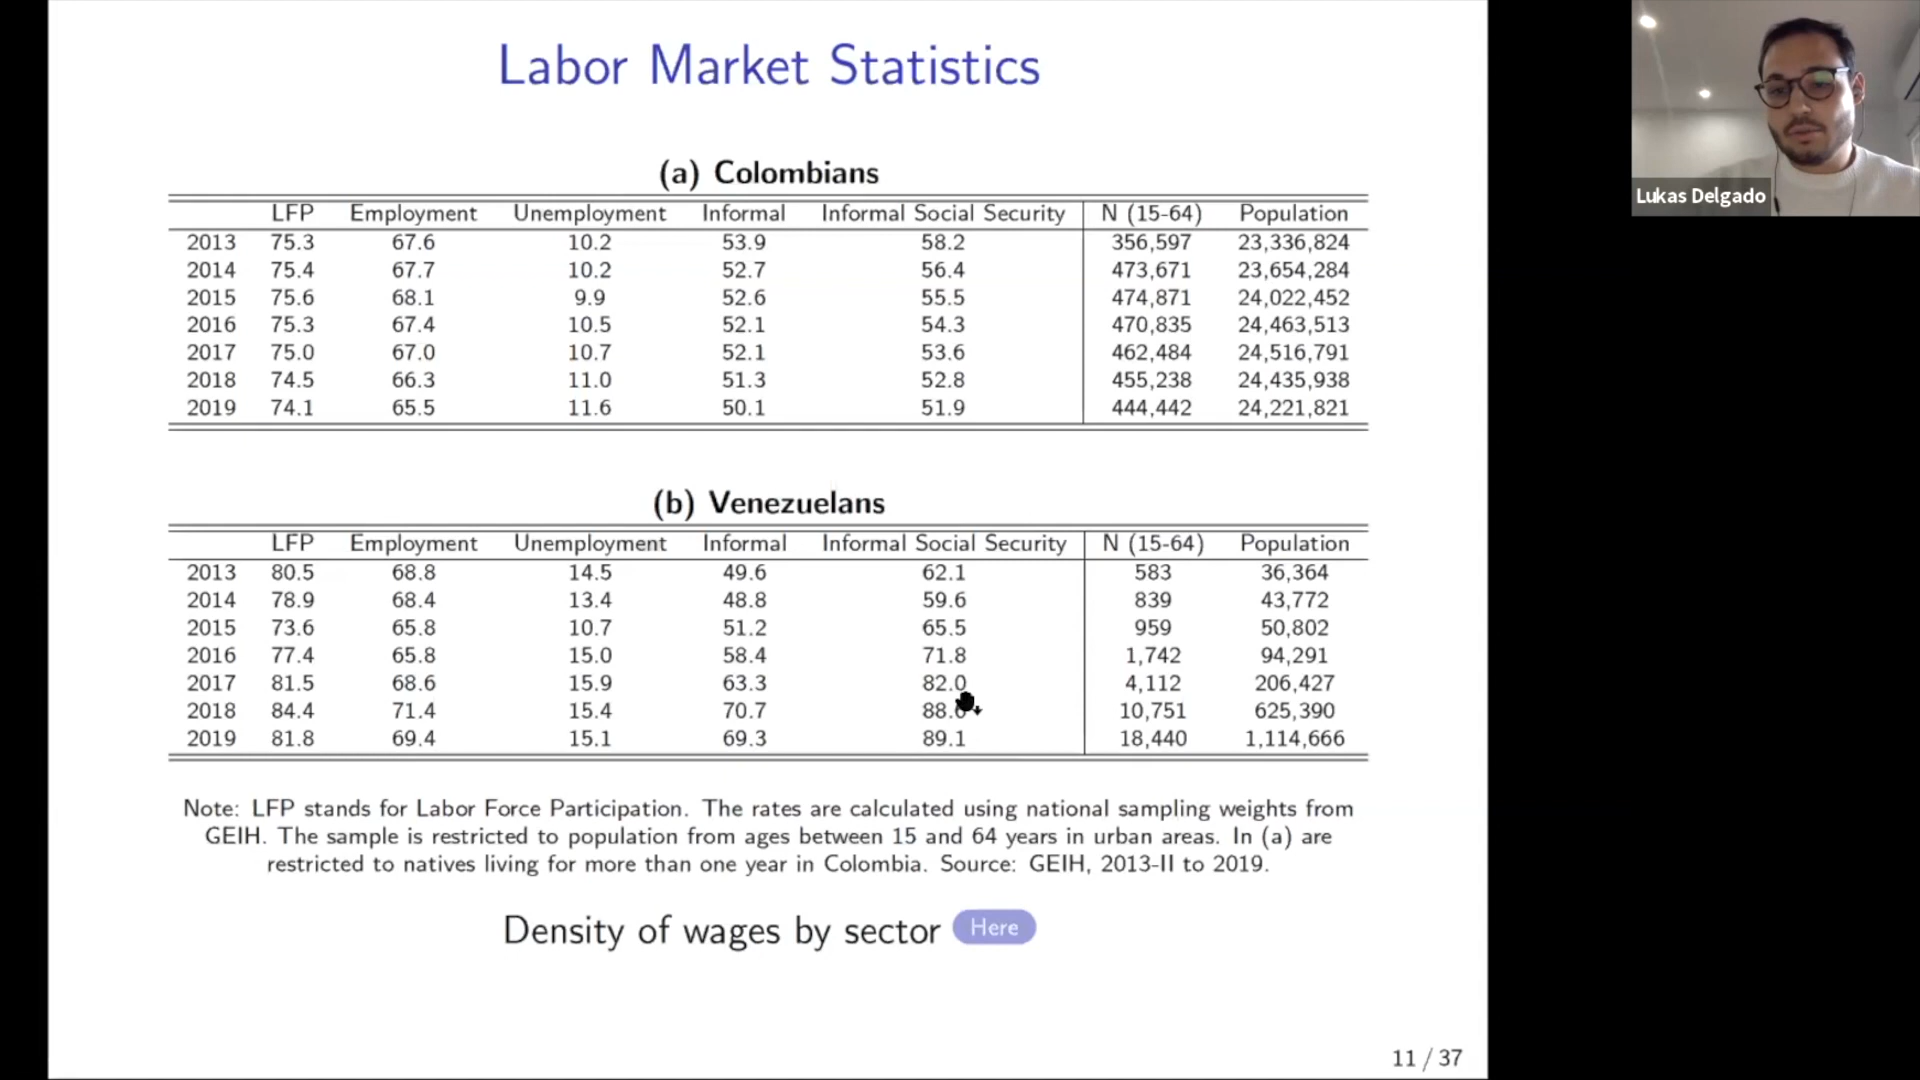 Labor Market Statistics
(a) Colombians
LFP Employment Unemployment Informal Informal Social Security N (15-64) Population
2013 75.3 67.6 10.2 53.9 58.2 356,597 23,336,824
2014 75.4 67.7 10.2 52.7 56.4 473,671 23,654,284
2015 75.6 68.1 9.9 52.6 55.5 474,871 24,022,452
2016 75.3 67.4 10.5 52.1 54.3 470,835 24,463,513
2017 75.0 67.0 10.7 52.1 53.6 462,484 24,516,791
2018 74.5 66.3 11.0 51.3 52.8 455,238 24,435,938
2019 74.1 65.5 11.6 50.1 51.9 444,442 24,221,821
(b) Venezuelans
LFP Employment Unemployment Informal Informal Social Security N (15-64) Population
2013 80.5 68.8 14.5 49.6 62.1 583 36,364
2014 78.9 68.4 13.4 48.8 59.6 839 43,772
2015 73.6 65.8 10.7 51.2 65.5 959 50,802
2016 77.4 65.8 15.0 58.4 71.8 1,742 94,291
2017 81.5 68.6 15.9 63.3 82.0 4,112 206,427
2018 84.4 71.4 15.4 70.7 10,751 625,390
2019 81.8 69.4 15.1 69.3 89.1 18,440 1,114,666
Note: LFP stands for Labor Force Participation. The rates are calculated using national sampling weights from
GEIH. The sample is restricted to population from ages between 15 and 64 years in urban areas. In (a) are
restricted to natives living for more than one year in Colombia. Source: GEIH, 2013-II to 2019.
Density of wages by sector Here
11 / 37
Lukas Delgado